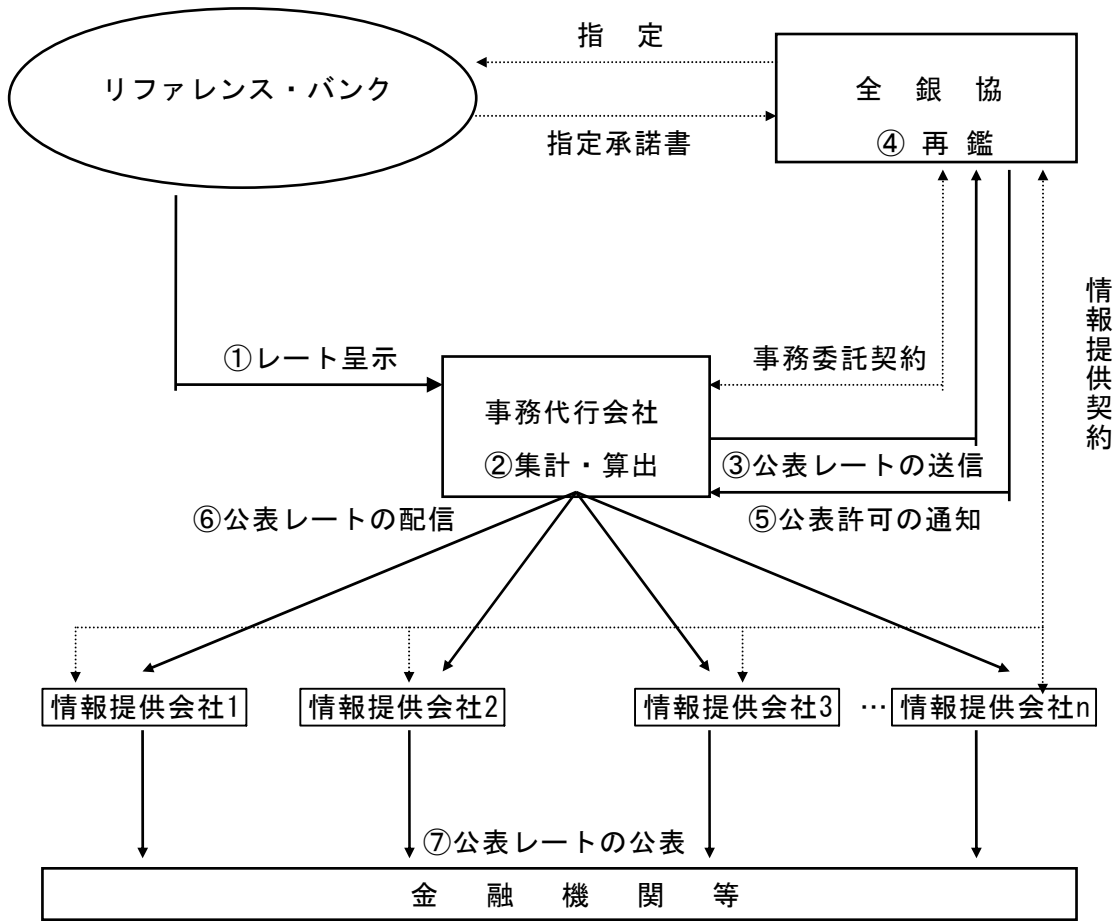 指　定
リファレンス・バンク
全　銀　協
指定承諾書
④ 再 鑑
情報提供契約
①レート呈示
事務委託契約
事務代行会社
②集計・算出
③公表レートの送信
⑥公表レートの配信
⑤公表許可の通知
情報提供会社1
情報提供会社2
情報提供会社3
…
情報提供会社n
⑦公表レートの公表
金　融　機　関　等